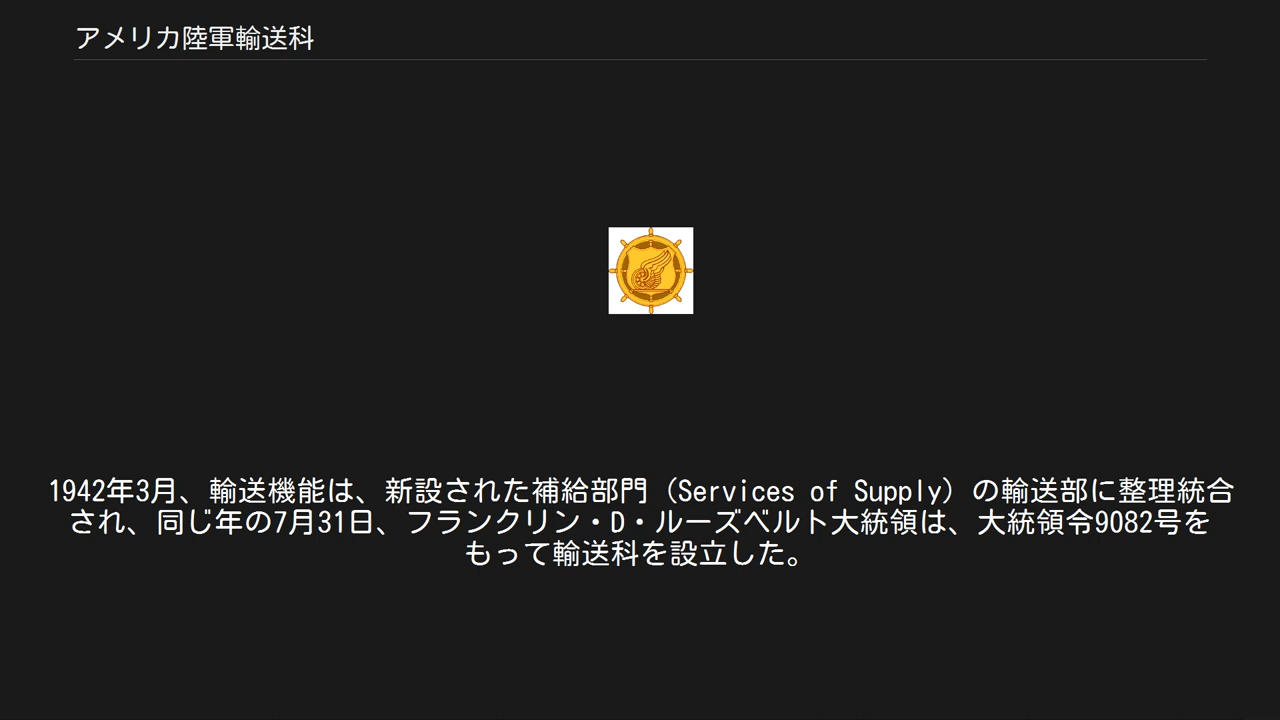 アメリカ陸軍輸送科
1942年3月、輸送機能は、新設された補給部門（Services of Supply）の輸送部に整理統合
され、同じ年の7月31日、フランクリン・D・ルーズベルト大統領は、大統領令9082号を
もって輸送科を設立した。